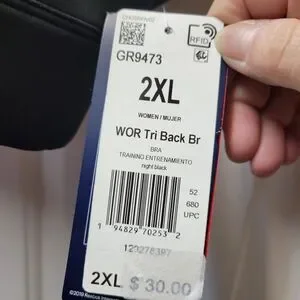 RFID
GR9473
2XL
WOMEN / MUJER
WOR Tri Back Br
BRA
TRAINING ENTRENAMIENTO
night black
52
680
UPC
1 94829 70253 2
2XL $ 30.00